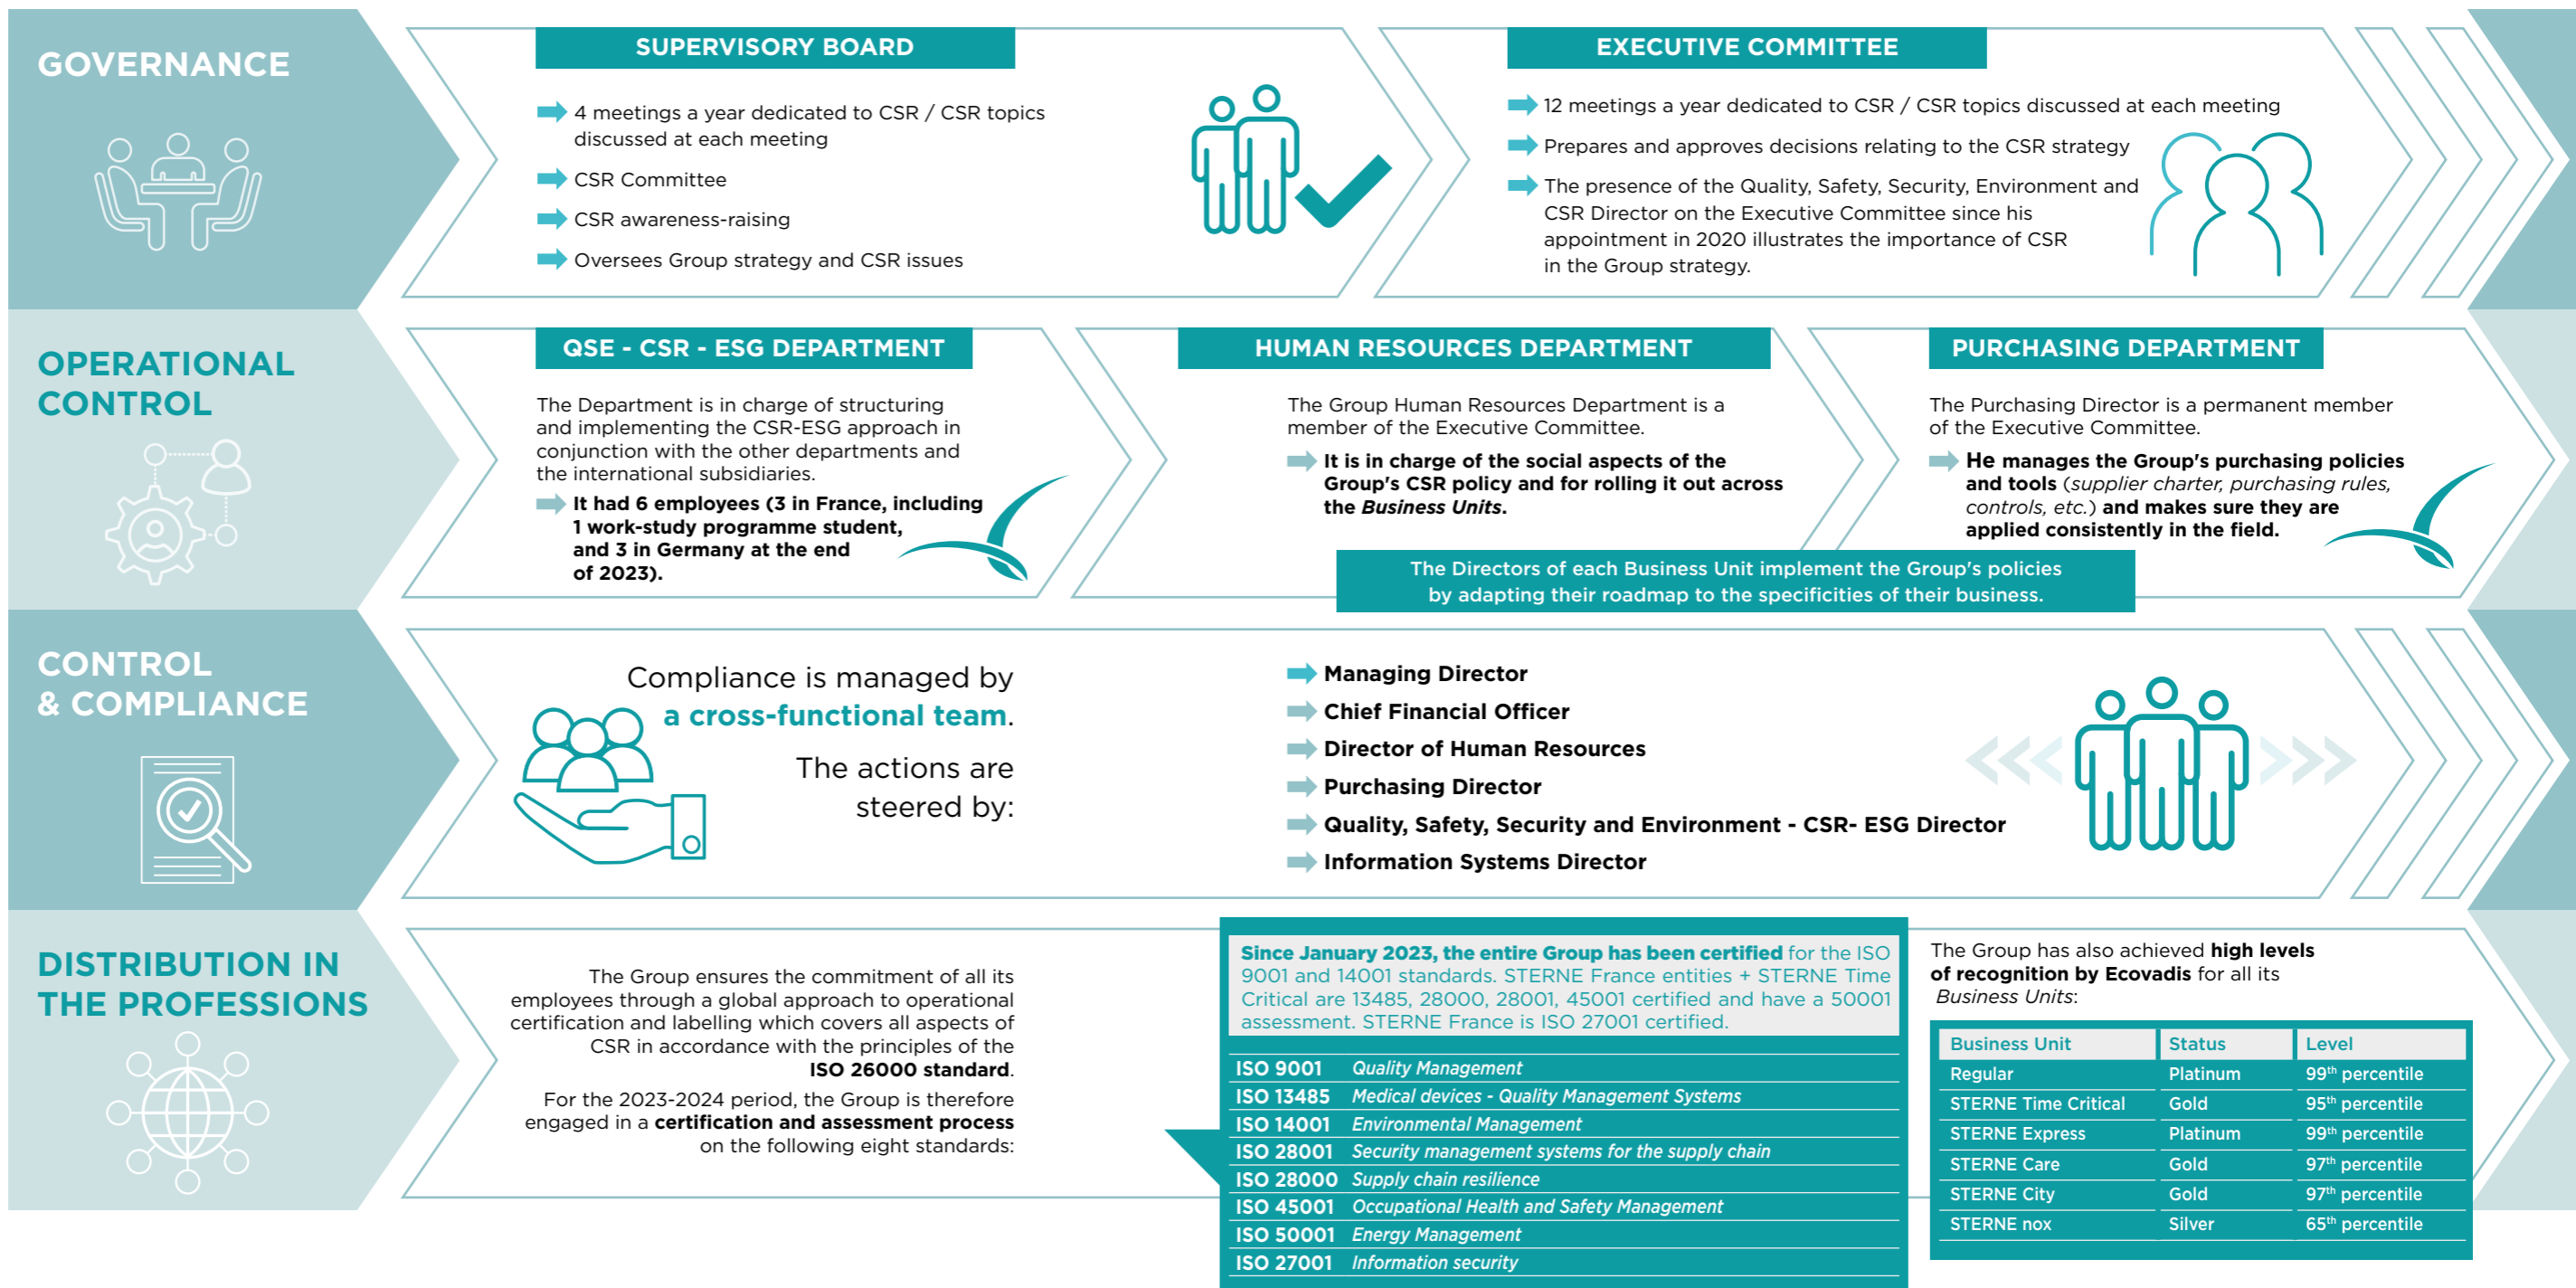 GOVERNANCE
SUPERVISORY BOARD
4 meetings a year dedicated to CSR / CSR topics
discussed at each meeting
CSR Committee
CSR awareness-raising
Oversees Group strategy and CSR issues
EXECUTIVE COMMITTEE
12 meetings a year dedicated to CSR / CSR topics discussed at each meeting
Prepares and approves decisions relating to the CSR strategy
The presence of the Quality, Safety, Security, Environment and
CSR Director on the Executive Committee since his
appointment in 2020 illustrates the importance of CSR
in the Group strategy.
OPERATIONAL
CONTROL
QSE - CSR - ESG DEPARTMENT
The Department is in charge of structuring
and implementing the CSR-ESG approach in
conjunction with the other departments and
the international subsidiaries.
It had 6 employees (3 in France, including
1 work-study programme student,
and 3 in Germany at the end
of 2023).
HUMAN RESOURCES DEPARTMENT
The Group Human Resources Department is a
member of the Executive Committee.
It is in charge of the social aspects of the
Group's CSR policy and for rolling it out across
the Business Units.
PURCHASING DEPARTMENT
The Purchasing Director is a permanent member
of the Executive Committee.
He manages the Group's purchasing policies
and tools (supplier charter, purchasing rules,
controls, etc.) and makes sure they are
applied consistently in the field.
The Directors of each Business Unit implement the Group's policies
by adapting their roadmap to the specificities of their business.
CONTROL
& COMPLIANCE
Compliance is managed by
a cross-functional team.
The actions are
steered by:
Managing Director
Chief Financial Officer
Director of Human Resources
Purchasing Director
Quality, Safety, Security and Environment - CSR- ESG Director
Information Systems Director
DISTRIBUTION IN
THE PROFESSIONS
The Group ensures the commitment of all its
employees through a global approach to operational
certification and labelling which covers all aspects of
CSR in accordance with the principles of the
ISO 26000 standard.
For the 2023-2024 period, the Group is therefore
engaged in a certification and assessment process
on the following eight standards:
Since January 2023, the entire Group has been certified for the ISO
9001 and 14001 standards. STERNE France entities + STERNE Time
Critical are 13485, 28000, 28001, 45001 certified and have a 50001
assessment. STERNE France is ISO 27001 certified.
ISO 9001 Quality Management
ISO 13485 Medical devices - Quality Management Systems
ISO 14001 Environmental Management
ISO 28001 Security management systems for the supply chain
ISO 28000 Supply chain resilience
ISO 45001 Occupational Health and Safety Management
ISO 50001 Energy Management
ISO 27001 Information security
The Group has also achieved high levels
of recognition by Ecovadis for all its
Business Units:
Business Unit Status Level
Regular Platinum 99th percentile
STERNE Time Critical Gold 95th percentile
STERNE Express Platinum 99th percentile
STERNE Care Gold 97th percentile
STERNE City Gold 97th percentile
STERNE nox Silver 65th percentile